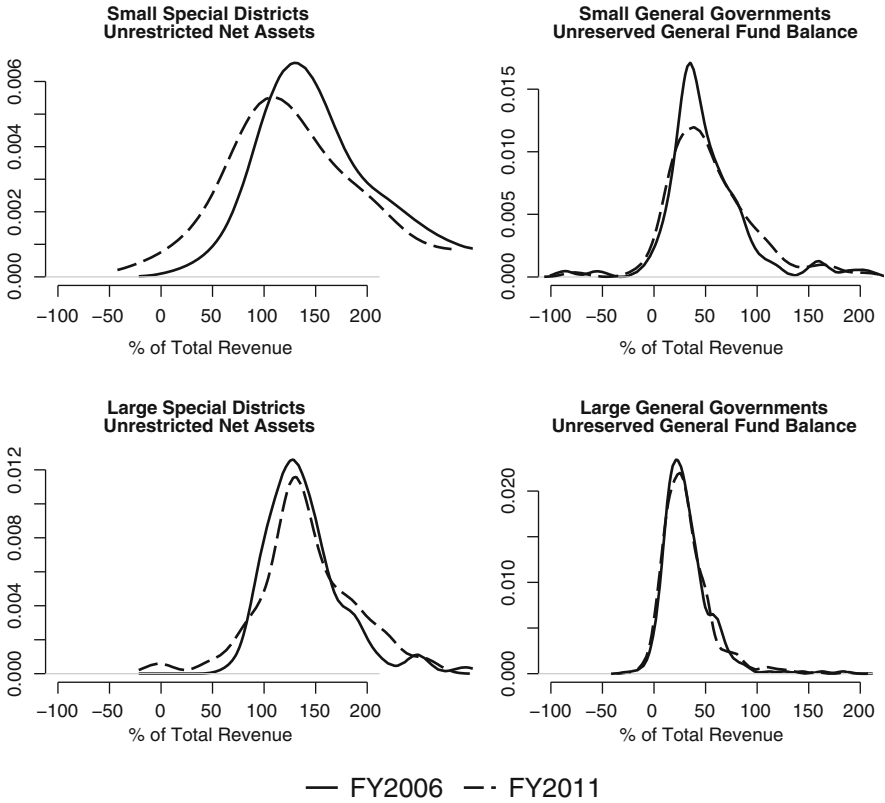 Small Special Districts
Unrestricted Net Assets
0.000 0.002 0.004 0.006
−100 −50 0 50 100 150 200
% of Total Revenue
Small General Governments
Unreserved General Fund Balance
0.000 0.005 0.010 0.015
−100 −50 0 50 100 150 200
% of Total Revenue
Large Special Districts
Unrestricted Net Assets
0.000 0.004 0.008 0.012
−100 −50 0 50 100 150 200
% of Total Revenue
Large General Governments
Unreserved General Fund Balance
0.000 0.010 0.020
−100 −50 0 50 100 150 200
% of Total Revenue
FY2006 FY2011